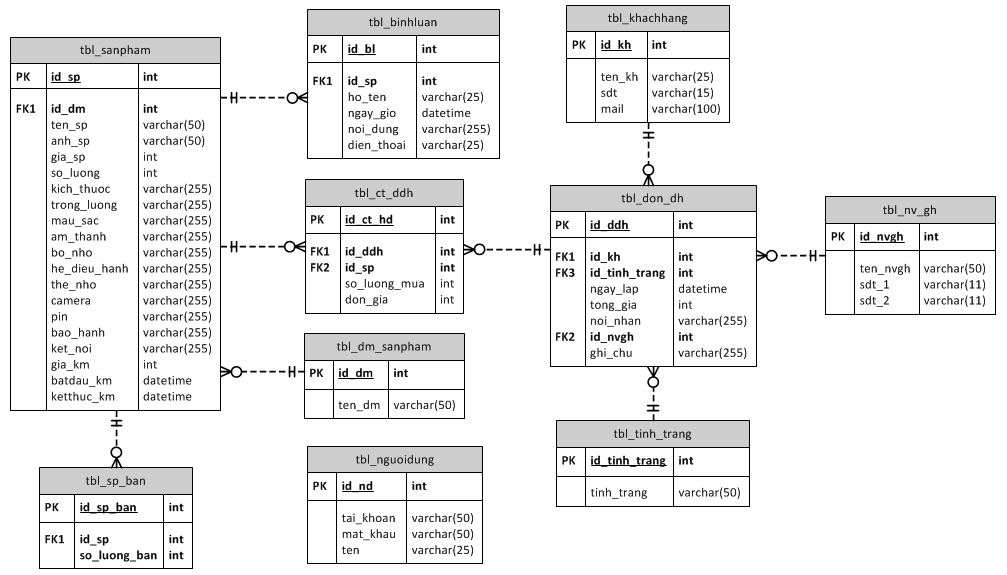 tbl_sanpham
PK id_sp int
FK1 id_dm int
ten_sp varchar(50)
anh_sp varchar(50)
gia_sp int
so_luong int
kich_thuoc varchar(255)
trong_luong varchar(255)
mau_sac varchar(255)
am_thanh varchar(255)
bo_nho varchar(255)
he_dieu_hanh varchar(255)
the_nho varchar(255)
camera varchar(255)
pin varchar(255)
bao_hanh varchar(255)
ket_noi varchar(255)
gia_km int
batdau_km datetime
ketthuc_km datetime
tbl_sp_ban
PK id_sp_ban int
FK1 id_sp int
so_luong_ban int
tbl_binhluan
PK id_bl int
FK1 id_sp int
ho_ten varchar(25)
ngay_gio datetime
noi_dung varchar(255)
dien_thoai varchar(25)
tbl_ct_ddh
PK id_ct_hd int
FK1 id_ddh int
FK2 id_sp int
so_luong_mua int
don_gia int
tbl_dm_sanpham
PK id_dm int
ten_dm varchar(50)
tbl_nguoidung
PK id_nd int
tai_khoan varchar(50)
mat_khau varchar(50)
ten varchar(25)
tbl_khachhang
PK id_kh int
ten_kh varchar(25)
sdt varchar(15)
mail varchar(100)
tbl_don_dh
PK id_ddh int
FK1 id_kh int
FK3 id_tinh_trang int
ngay_lap datetime
tong_gia int
noi_nhan varchar(255)
FK2 id_nvgh int
ghi_chu varchar(255)
tbl_tinh_trang
PK id_tinh_trang int
tinh_trang varchar(50)
tbl_nv_gh
PK id_nvgh int
ten_nvgh varchar(50)
sdt_1 varchar(11)
sdt_2 varchar(11)